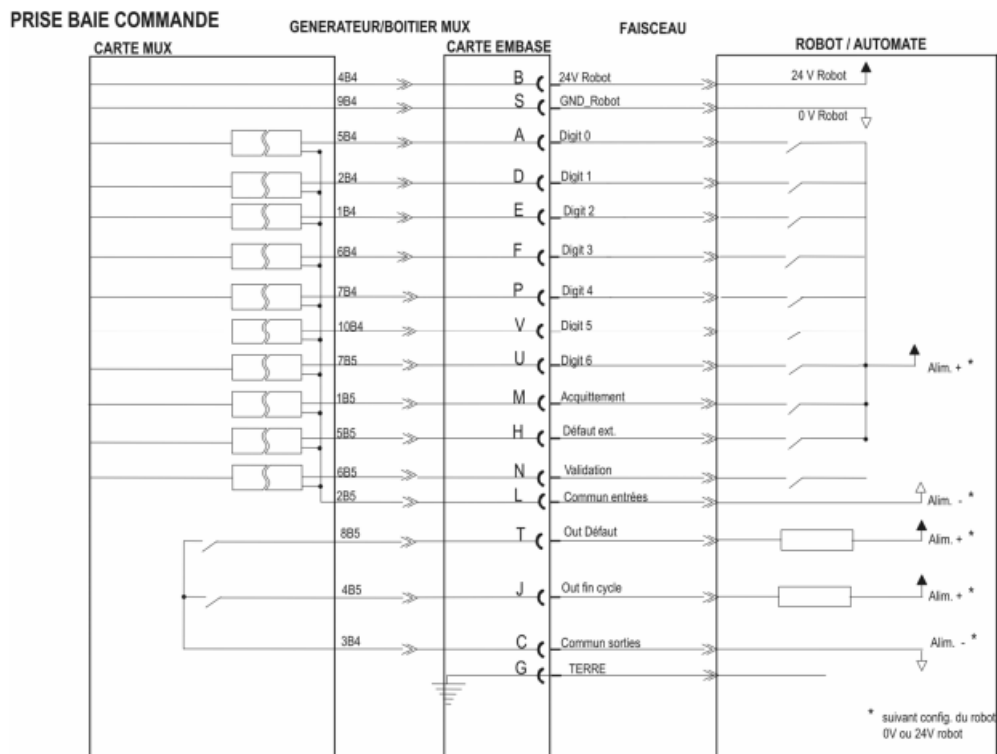 PRISE BAIE COMMANDE
GENERATEUR/BOITIER MUX FAISCEAU
CARTE MUX CARTE EMBASE ROBOT / AUTOMATE
4B4 B 24V Robot 24 V Robot
9B4 S GND_Robot
0 V Robot
5B4 A Digit 0
2B4 D Digit 1
1B4 E Digit 2
6B4 F Digit 3
7B4 P Digit 4
10B4 V Digit 5
7B5 U Digit 6 Alim. + *
1B5 M Acquittement
5B5 H Défaut ext.
6B5 N Validation
2B5 L Commun entrées Alim. - *
8B5 T Out Défaut Alim. + *
4B5 J Out fin cycle Alim. + *
3B4 C Commun sorties Alim. - *
G TERRE
* suivant config. du robot
0V ou 24V robot